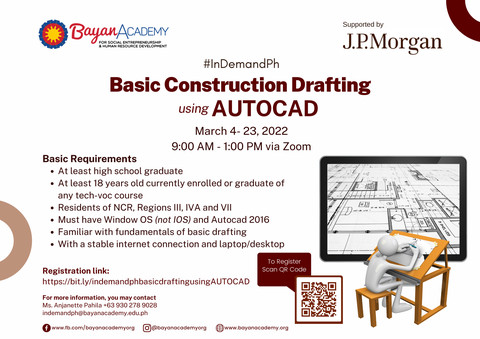 BayanAcademy
FOR SOCIAL ENTREPRENEURSHIP
& HUMAN RESOURCE DEVELOPMENT
Supported by
J.P.Morgan
#InDemandPh
Basic Construction Drafting
using AUTOCAD
March 4- 23, 2022
9:00 AM - 1:00 PM via Zoom
Basic Requirements
• At least high school graduate
• At least 18 years old currently enrolled or graduate of
any tech-voc course
• Residents of NCR, Regions III, IVA and VII
• Must have Window OS (not IOS) and Autocad 2016
• Familiar with fundamentals of basic drafting
• With a stable internet connection and laptop/desktop
To Register
Scan QR Code
Registration link:
https://bit.ly/indemandphbasicdraftingusingAUTOCAD
For more information, you may contact
Ms. Anjanette Pahila +63 930 278 9028
indemandph@bayanacademy.edu.ph
www.fb.com/bayanacademyorg @bayanacademyorg www.bayanacademy.org